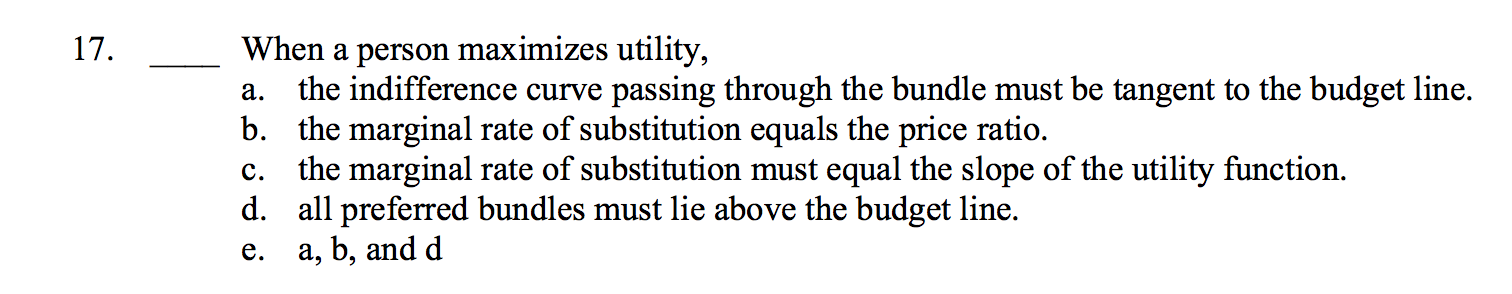 17. ____ When a person maximizes utility,
a. the indifference curve passing through the bundle must be tangent to the budget line.
b. the marginal rate of substitution equals the price ratio.
c. the marginal rate of substitution must equal the slope of the utility function.
d. all preferred bundles must lie above the budget line.
e. a, b, and d